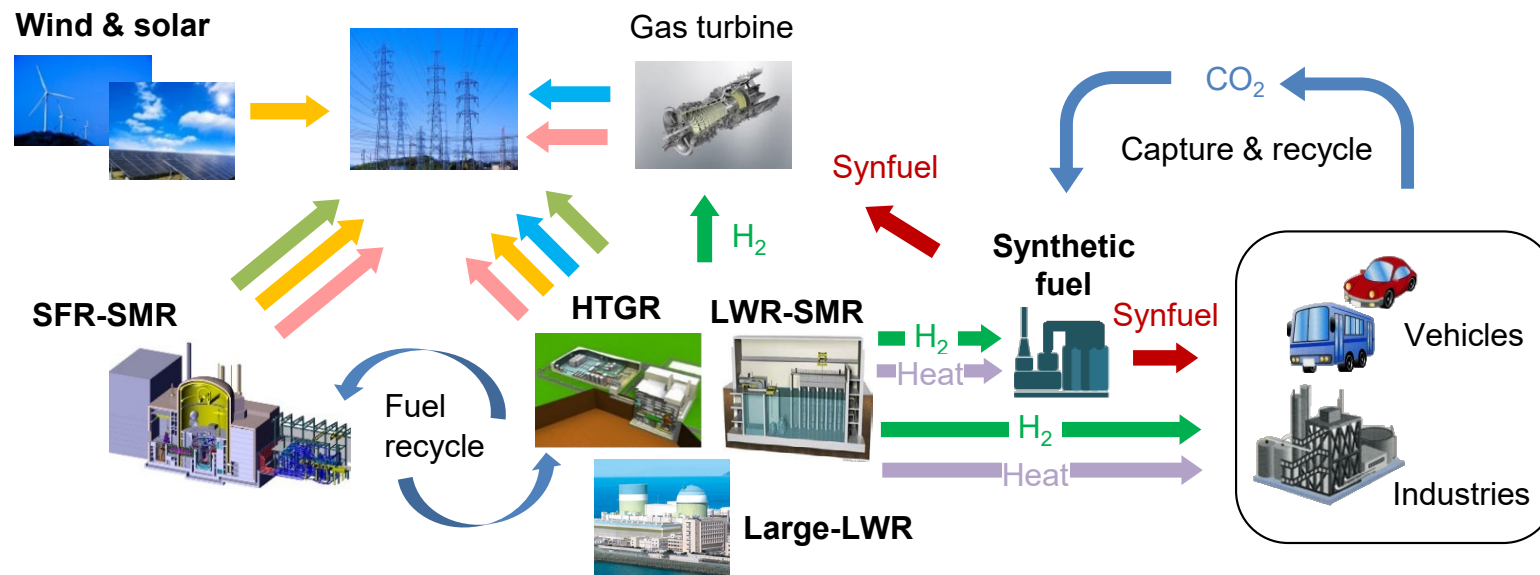 Wind & solar
Gas turbine
CO₂
Capture & recycle
Synfuel
H₂
Synthetic
fuel
SFR-SMR
HTGR
LWR-SMR
H₂
Heat
Synfuel
Vehicles
Fuel
recycle
H₂
Heat
Industries
Large-LWR